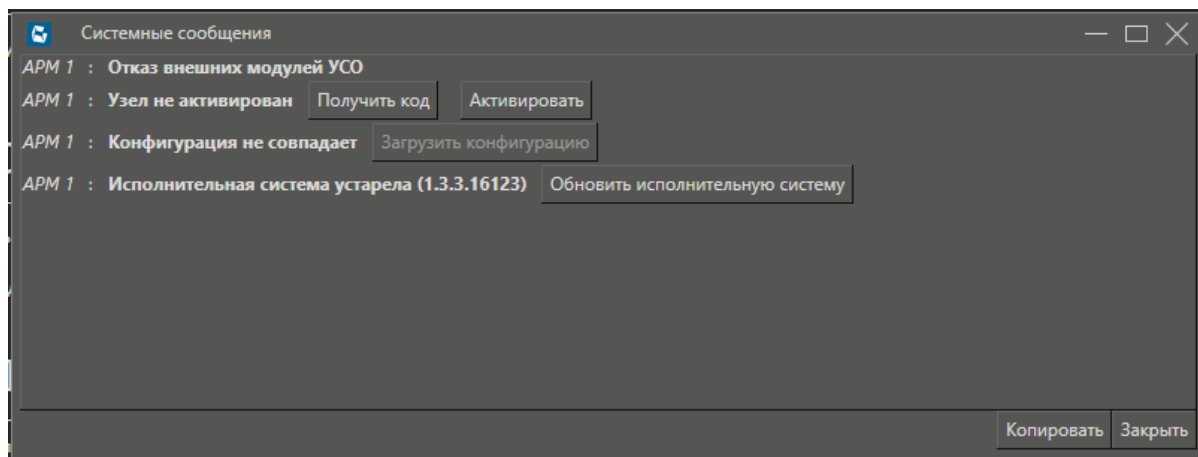 Системные сообщения
АРМ 1 : Отказ внешних модулей УСО
АРМ 1 : Узел не активирован Получить код Активировать
АРМ 1 : Конфигурация не совпадает Загрузить конфигурацию
АРМ 1 : Исполнительная система устарела (1.3.3.16123) Обновить исполнительную систему
Копировать Закрыть